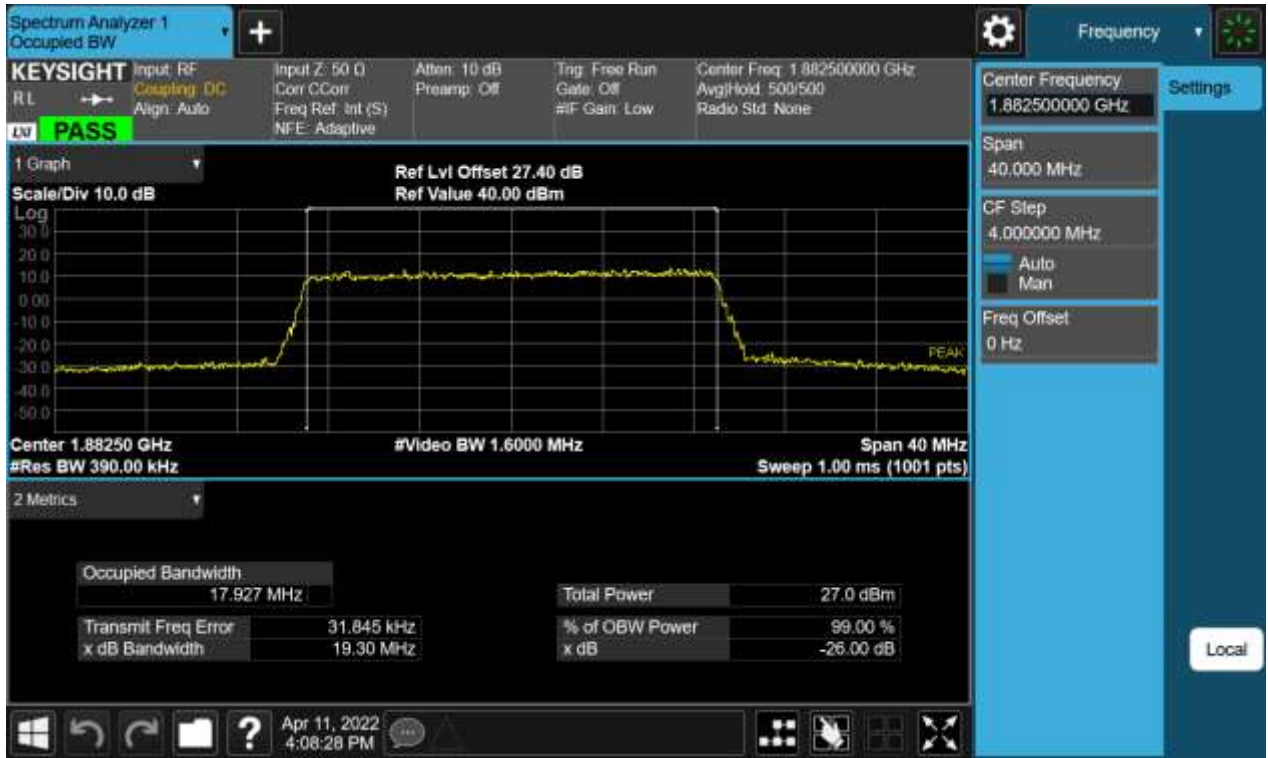 Spectrum Analyzer 1
Occupied BW
+
Frequency
KEYSIGHT
RL
LXI
PASS
Input: RF
Coupling: DC
Align: Auto
Input Z: 50 Ω
Corr CCorr
Freq Ref: Int (S)
NFE: Adaptive
Atten: 10 dB
Preamp: Off
Trig: Free Run
Gate: Off
#IF Gain: Low
Center Freq: 1.882500000 GHz
Avg|Hold: 500/500
Radio Std: None
1 Graph
Scale/Div 10.0 dB
Ref Lvl Offset 27.40 dB
Ref Value 40.00 dBm
Log
30.0
20.0
10.0
0.00
-10.0
-20.0
-30.0
-40.0
-50.0
PEAK
Center 1.88250 GHz
#Video BW 1.6000 MHz
Span 40 MHz
#Res BW 390.00 kHz
Sweep 1.00 ms (1001 pts)
2 Metrics
Occupied Bandwidth
17.927 MHz
Total Power 27.0 dBm
Transmit Freq Error 31.845 kHz
% of OBW Power 99.00 %
x dB Bandwidth 19.30 MHz
x dB -26.00 dB
?
Apr 11, 2022
4:08:28 PM
Center Frequency
1.882500000 GHz
Settings
Span
40.000 MHz
CF Step
4.000000 MHz
Auto
Man
Freq Offset
0 Hz
Local